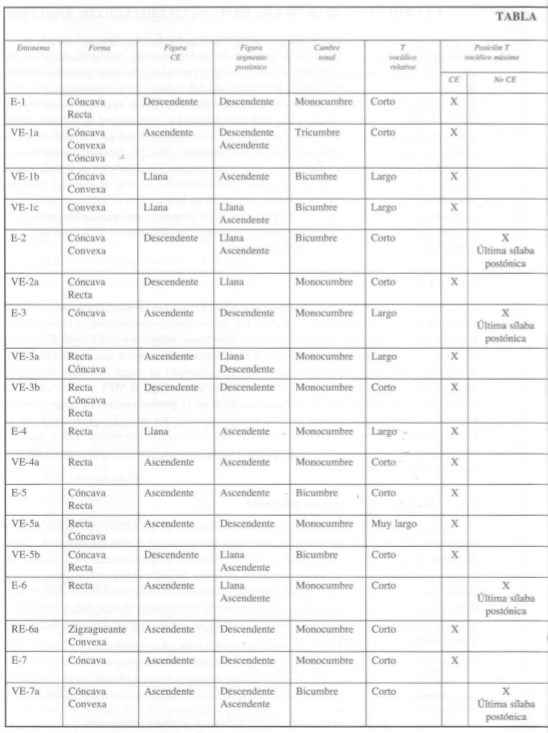 TABLA
Entonema Forma Figura CE Figura segmento postónico Cumbre tonal T vocálico relativo Posición T vocálico máximo
CE No CE
E-1 Cóncava Descendente Descendente Monocumbre Corto X
Recta
VE-1a Cóncava Ascendente Descendente Tricumbre Corto X
Convexa Ascendente
Cóncava
VE-1b Cóncava Llana Ascendente Bicumbre Largo X
Convexa
VE-1c Convexa Llana Llana Bicumbre Largo X
Ascendente
E-2 Cóncava Descendente Llana Bicumbre Corto X
Convexa Ascendente Última sílaba
postónica
VE-2a Cóncava Descendente Llana Monocumbre Corto X
Recta
E-3 Cóncava Ascendente Descendente Monocumbre Largo X
Última sílaba
postónica
VE-3a Recta Ascendente Llana Monocumbre Largo X
Cóncava Descendente
VE-3b Recta Descendente Descendente Monocumbre Corto X
Cóncava
Recta
E-4 Recta Llana Ascendente Monocumbre Largo X
VE-4a Recta Ascendente Ascendente Monocumbre Corto X
E-5 Cóncava Ascendente Ascendente Bicumbre Corto X
Recta
VE-5a Recta Ascendente Descendente Monocumbre Muy largo X
Cóncava
VE-5b Cóncava Descendente Llana Bicumbre Corto X
Recta Ascendente
E-6 Recta Ascendente Llana Monocumbre Corto X
Ascendente Última sílaba
postónica
RE-6a Zigzagueante Ascendente Descendente Monocumbre Corto X
Convexa
E-7 Cóncava Ascendente Descendente Monocumbre Corto X
VE-7a Cóncava Ascendente Descendente Bicumbre Corto X
Convexa Ascendente Última sílaba
postónica